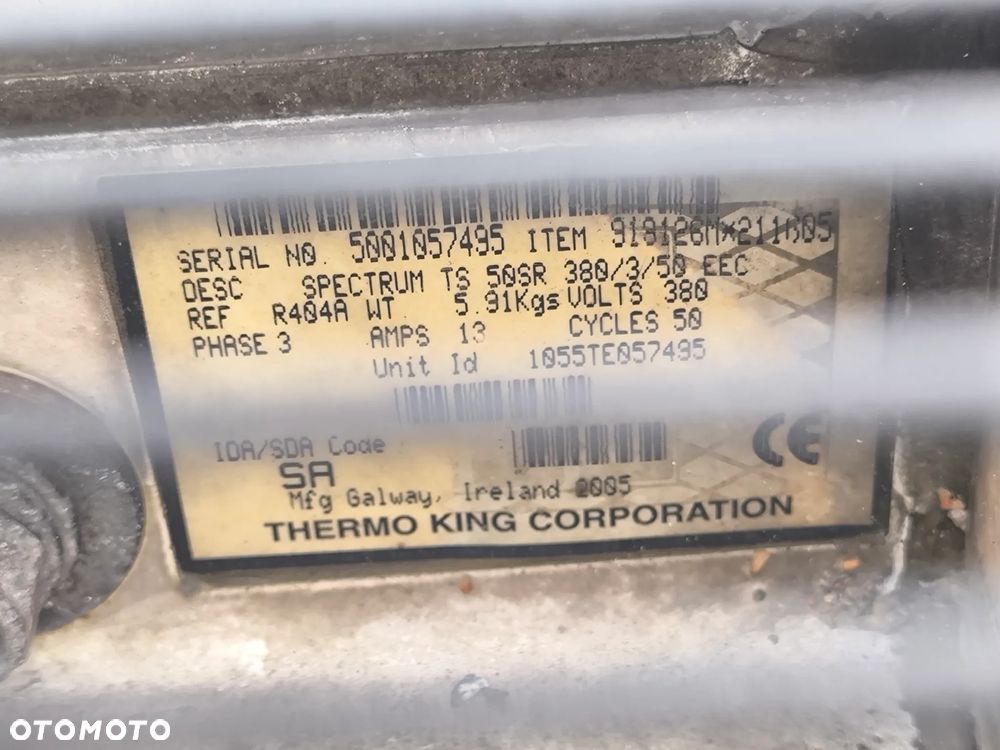 SERIAL NO. 5001057495 ITEM
DESC SPECTRUM TS 50SR 380/3/50 EEC
REF R404A WT 5.91Kgs VOLTS 380
PHASE 3 AMPS 13 CYCLES 50
Unit Id 1055TE057495
IDA/SDA Code
SA
CE
Mfg Galway, Ireland 2005
THERMO KING CORPORATION
OTOMOTO